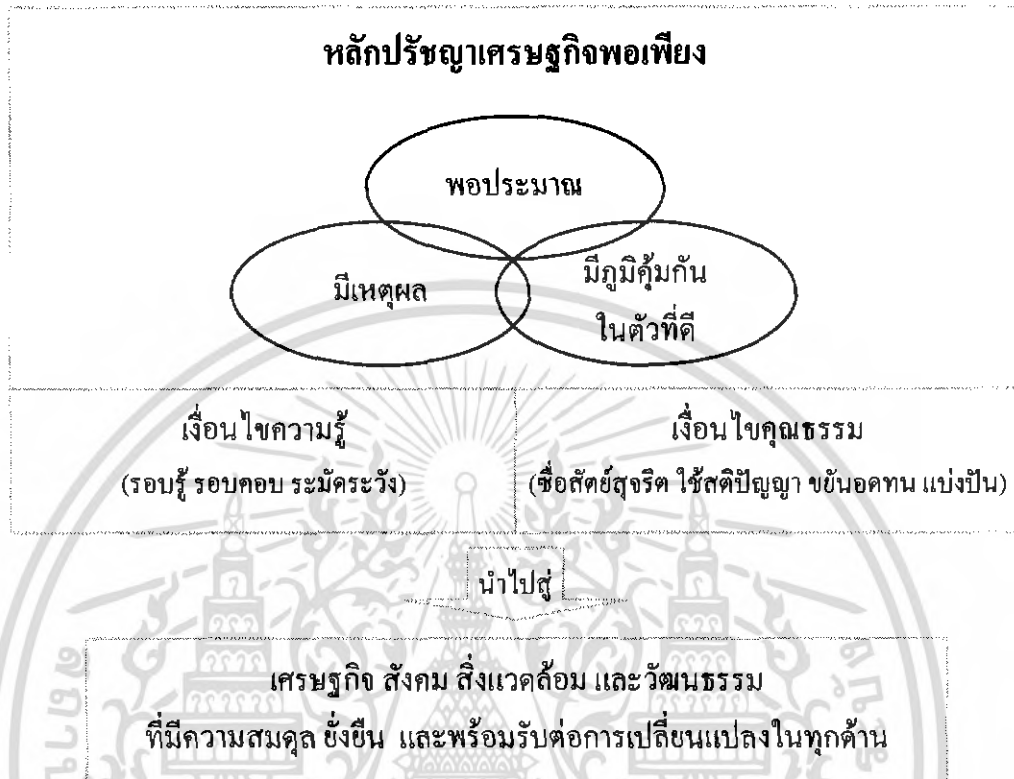 หลักปรัชญาเศรษฐกิจพอเพียง
พอประมาณ
มีเหตุผล
มีภูมิคุ้มกัน
ในตัวที่ดี
เงื่อนไขความรู้
(รอบรู้ รอบคอบ ระมัดระวัง)
เงื่อนไขคุณธรรม
(ซื่อสัตย์สุจริต ใช้สติปัญญา ขยันอดทน แบ่งปัน)
นำไปสู่
เศรษฐกิจ สังคม สิ่งแวดล้อม และวัฒนธรรม
ที่มีความสมดุล ยั่งยืน และพร้อมรับต่อการเปลี่ยนแปลงในทุกด้าน